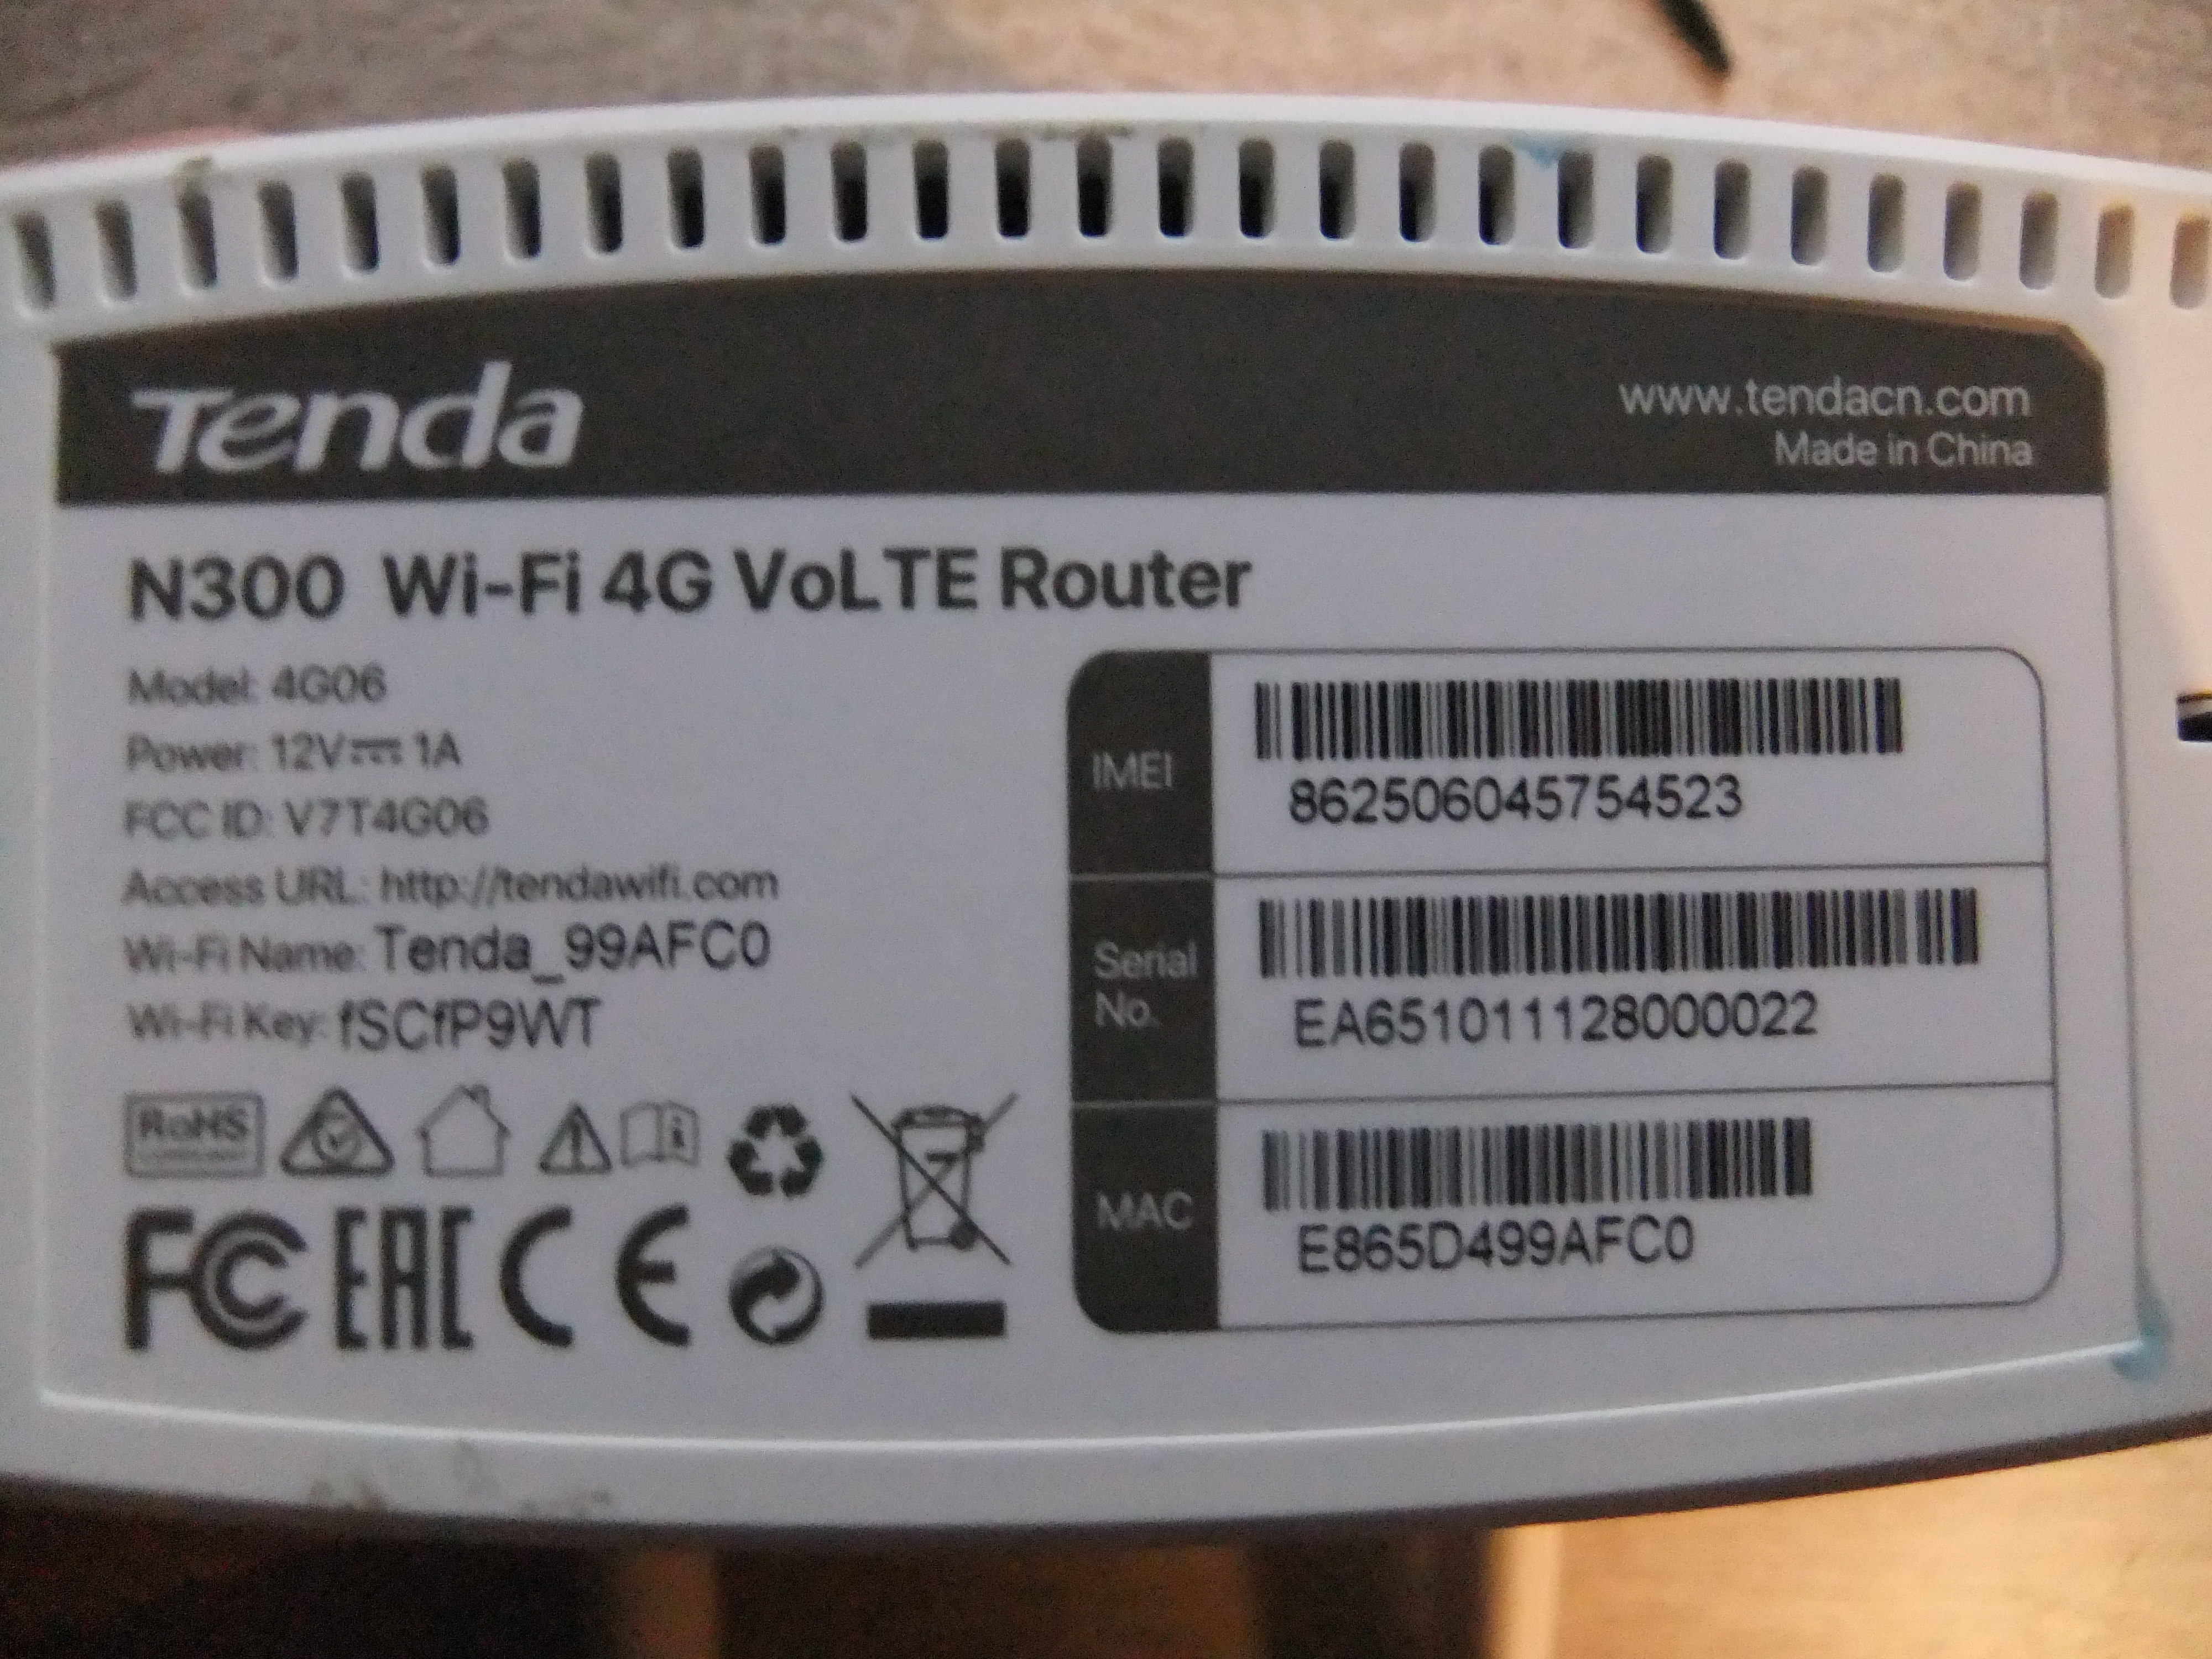 Tenda
www.tendacn.com
Made in China
N300 Wi-Fi 4G VoLTE Router
Model: 4G06
Power: 12V⎓1A
FCC ID: V7T4G06
Access URL: http://tendawifi.com
Wi-Fi Name: Tenda_99AFC0
Wi-Fi Key: fSCfP9WT
IMEI
862506045754523
Serial
No.
EA651011128000022
MAC
E865D499AFC0
RoHS
FC EAC CE